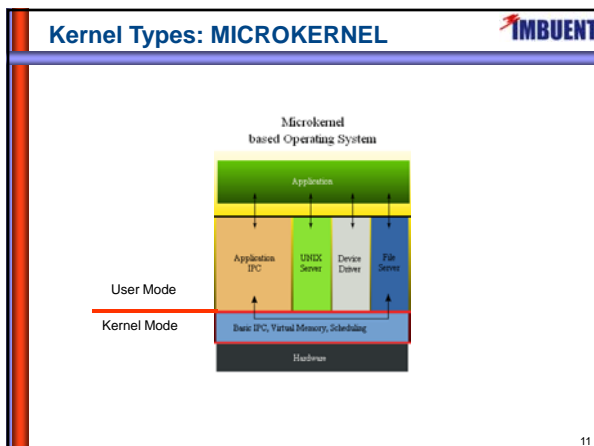 Kernel Types: MICROKERNEL
IMBUENT
Microkernel
based Operating System
Application
Application
IPC
UNIX
Server
Device
Driver
File
Server
User Mode
Kernel Mode
Basic IPC, Virtual Memory, Scheduling
Hardware
11